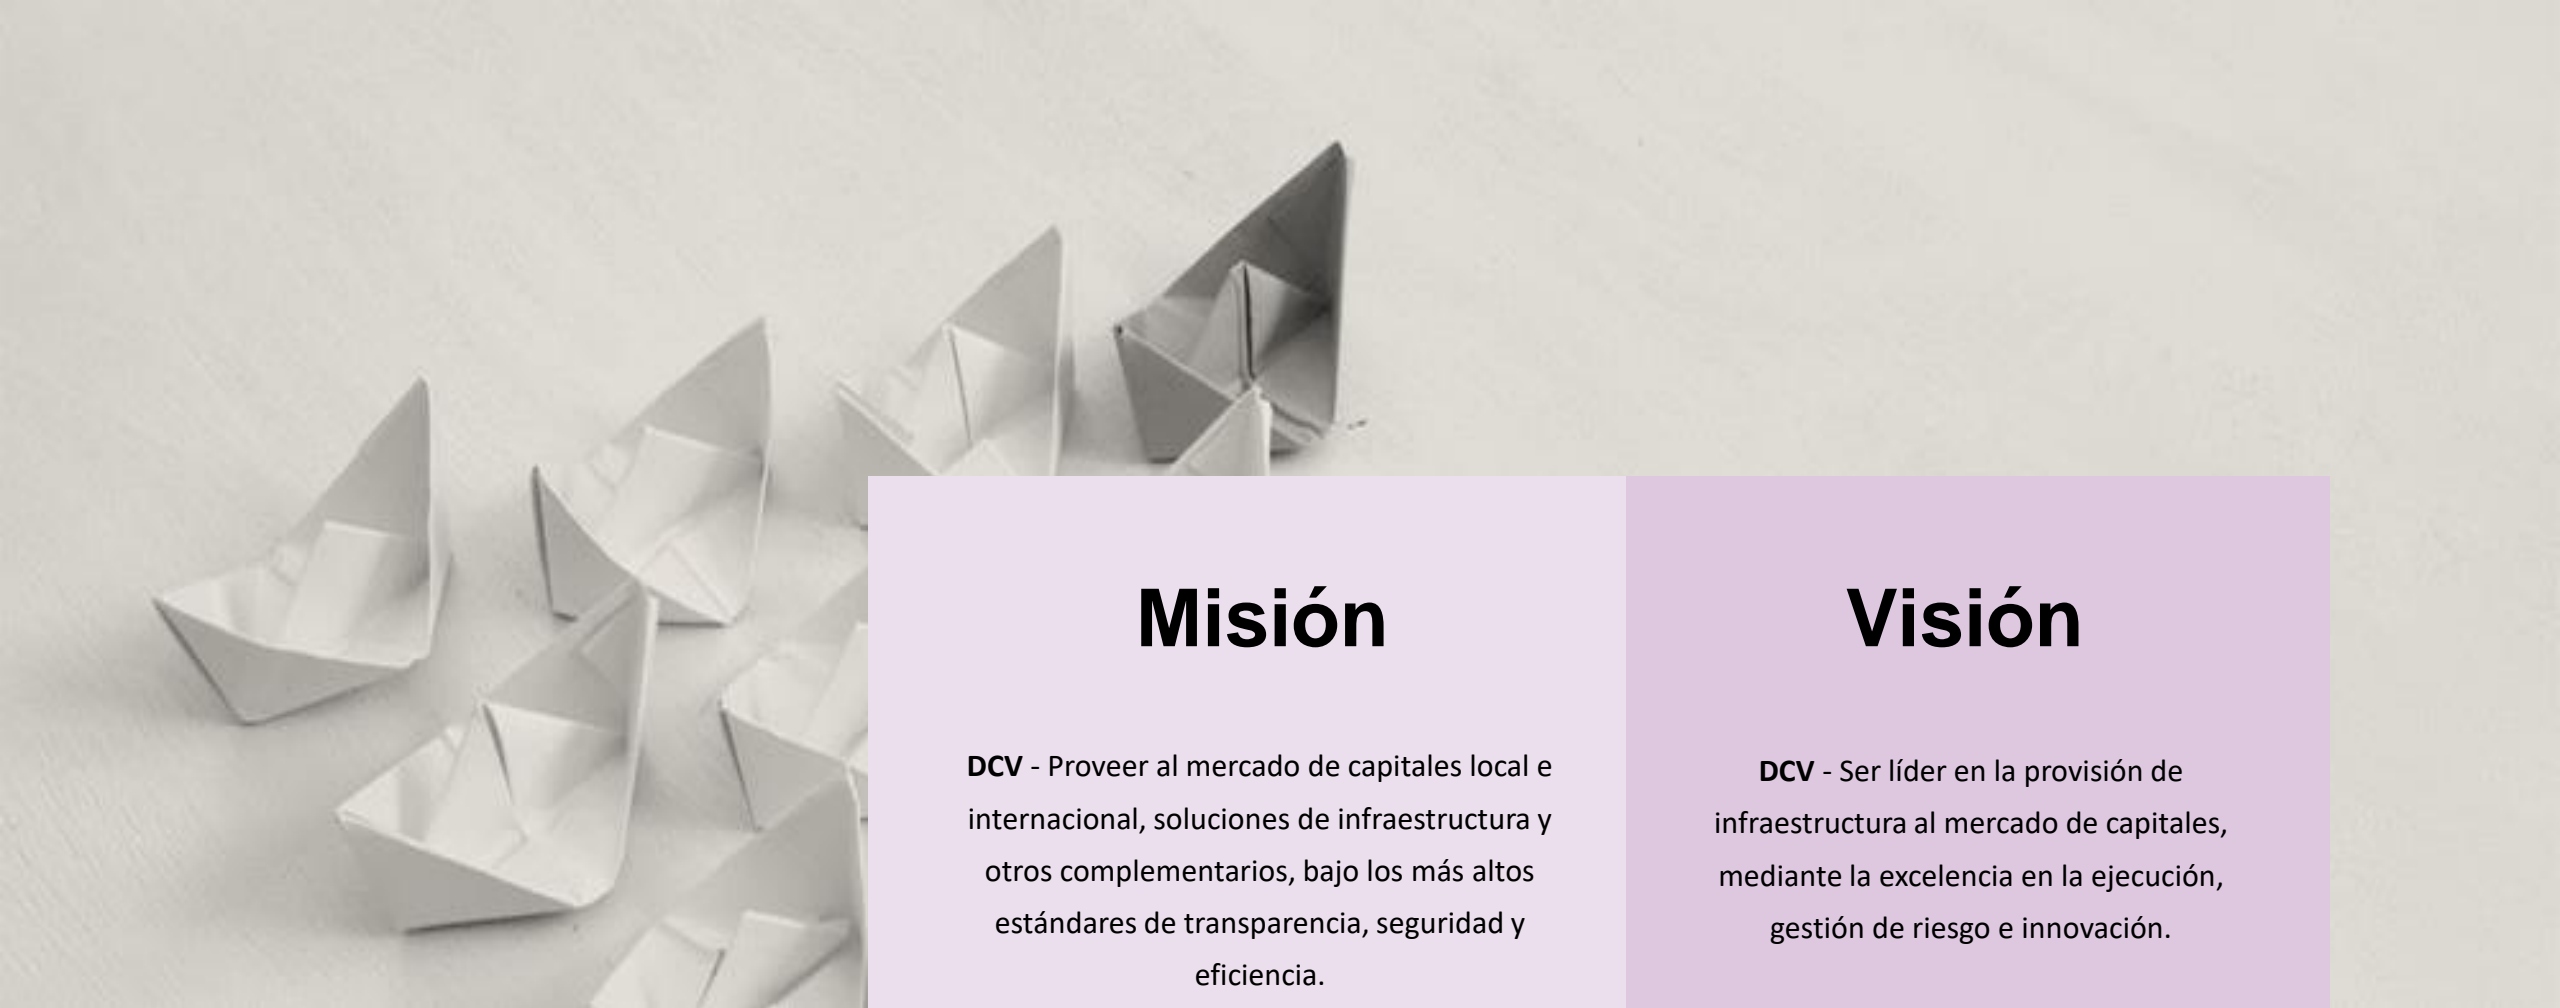 Misión
DCV - Proveer al mercado de capitales local e
internacional, soluciones de infraestructura y
otros complementarios, bajo los más altos
estándares de transparencia, seguridad y
eficiencia.
Visión
DCV - Ser líder en la provisión de
infraestructura al mercado de capitales,
mediante la excelencia en la ejecución,
gestión de riesgo e innovación.